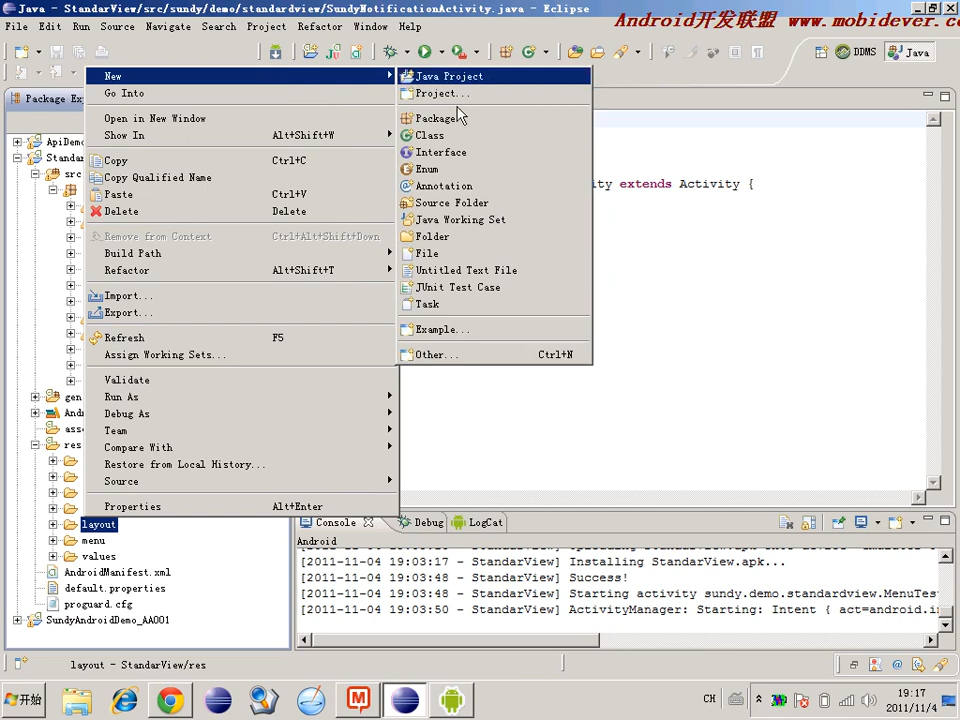 Java - StandarView/src/sundy/demo/standardview/SundyNotificationActivity.java - Eclipse
Android开发联盟 www.mobidever.com
File Edit Run Source Navigate Search Project Refactor Window Help
DDMS Java
Package Ex
New
Go Into
Open in New Window
Show In Alt+Shift+W
Copy Ctrl+C
Copy Qualified Name
Paste Ctrl+V
Delete Delete
Remove from Context Ctrl+Alt+Shift+Down
Build Path
Refactor Alt+Shift+T
Import...
Export...
Refresh F5
Assign Working Sets...
Validate
Run As
Debug As
Team
Compare With
Restore from Local History...
Source
Properties Alt+Enter
Java Project
Project...
Package
Class
Interface
Enum
Annotation
Source Folder
Java Working Set
Folder
File
Untitled Text File
JUnit Test Case
Task
Example...
Other... Ctrl+N
ity extends Activity {
ApiDemo
Standar
src
gen
And
ass
res
layout
menu
values
AndroidManifest.xml
default.properties
proguard.cfg
SundyAndroidDemo_AA001
Console Debug LogCat
Android
[2011-11-04 19:03:17 - StandarView] Installing StandarView.apk...
[2011-11-04 19:03:48 - StandarView] Success!
[2011-11-04 19:03:48 - StandarView] Starting activity sundy.demo.standardview.MenuTest
[2011-11-04 19:03:50 - StandarView] ActivityManager: Starting: Intent { act=android.in
layout - StandarView/res
开始
CH
19:17
2011/11/4